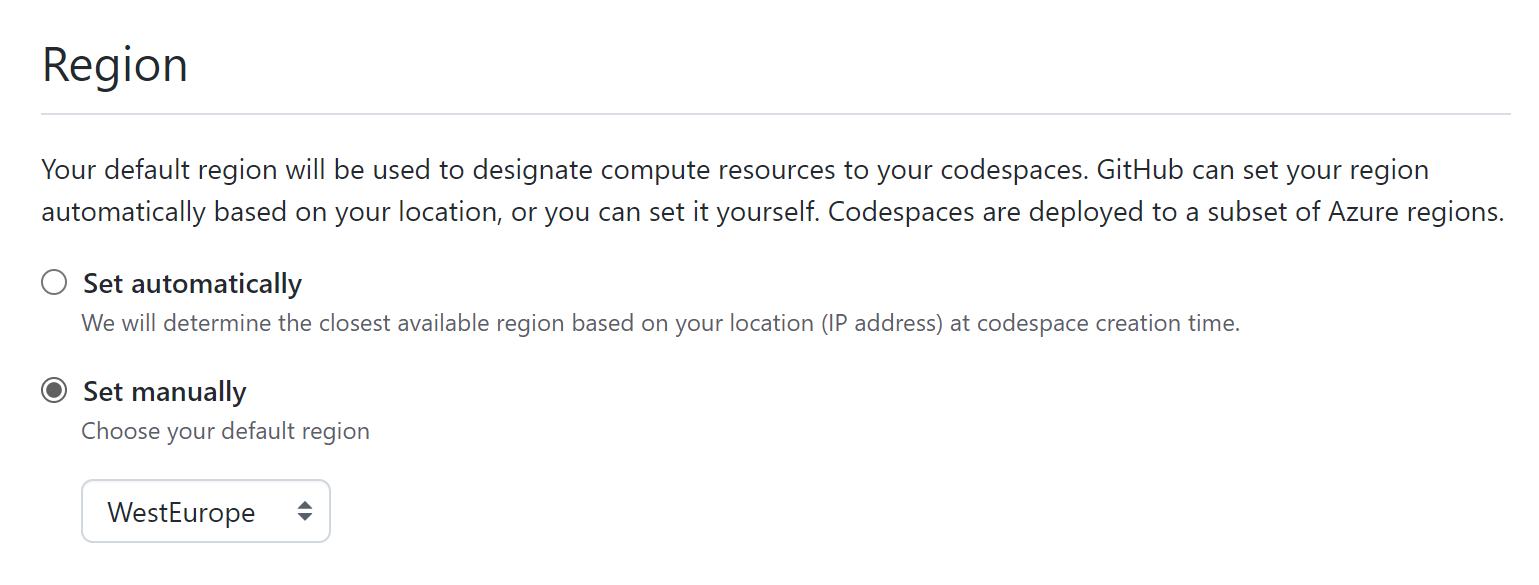 Region
Your default region will be used to designate compute resources to your codespaces. GitHub can set your region
automatically based on your location, or you can set it yourself. Codespaces are deployed to a subset of Azure regions.
Set automatically
We will determine the closest available region based on your location (IP address) at codespace creation time.
Set manually
Choose your default region
WestEurope